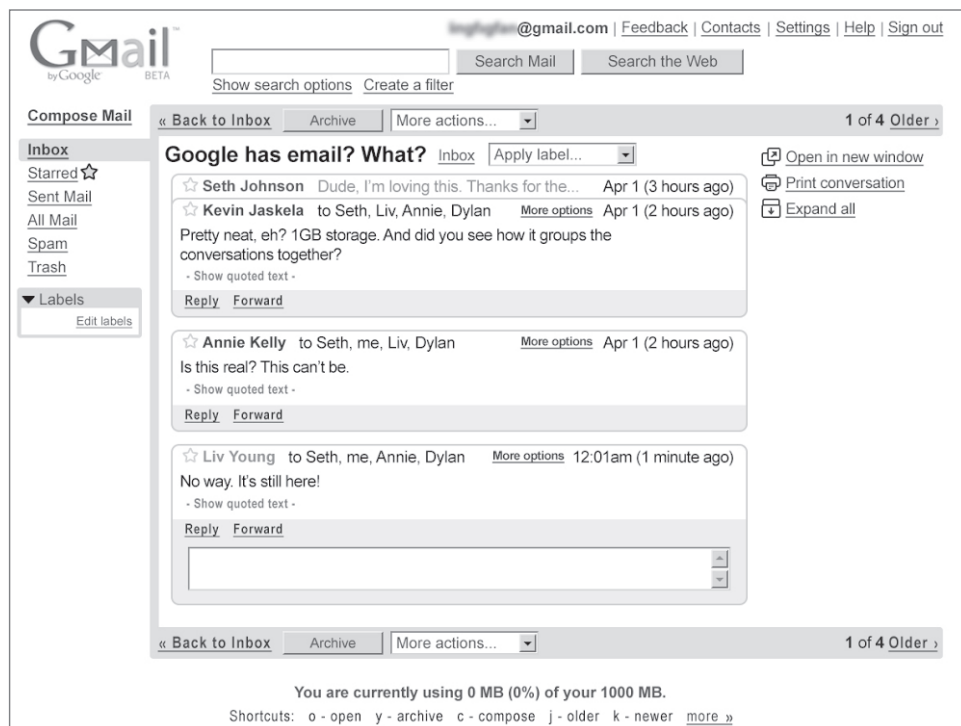 @gmail.com | Feedback | Contacts | Settings | Help | Sign out
Gmail
by Google BETA
Search Mail Search the Web
Show search options Create a filter
Compose Mail
Inbox
Starred
Sent Mail
All Mail
Spam
Trash
Labels
Edit labels
« Back to Inbox Archive More actions... 1 of 4 Older ›
Google has email? What? Inbox Apply label...
Open in new window
Print conversation
Expand all
Seth Johnson Dude, I'm loving this. Thanks for the... Apr 1 (3 hours ago)
Kevin Jaskela to Seth, Liv, Annie, Dylan More options Apr 1 (2 hours ago)
Pretty neat, eh? 1GB storage. And did you see how it groups the
conversations together?
- Show quoted text -
Reply Forward
Annie Kelly to Seth, me, Liv, Dylan More options Apr 1 (2 hours ago)
Is this real? This can't be.
- Show quoted text -
Reply Forward
Liv Young to Seth, me, Annie, Dylan More options 12:01am (1 minute ago)
No way. It's still here!
- Show quoted text -
Reply Forward
« Back to Inbox Archive More actions... 1 of 4 Older ›
You are currently using 0 MB (0%) of your 1000 MB.
Shortcuts: o - open y - archive c - compose j - older k - newer more »